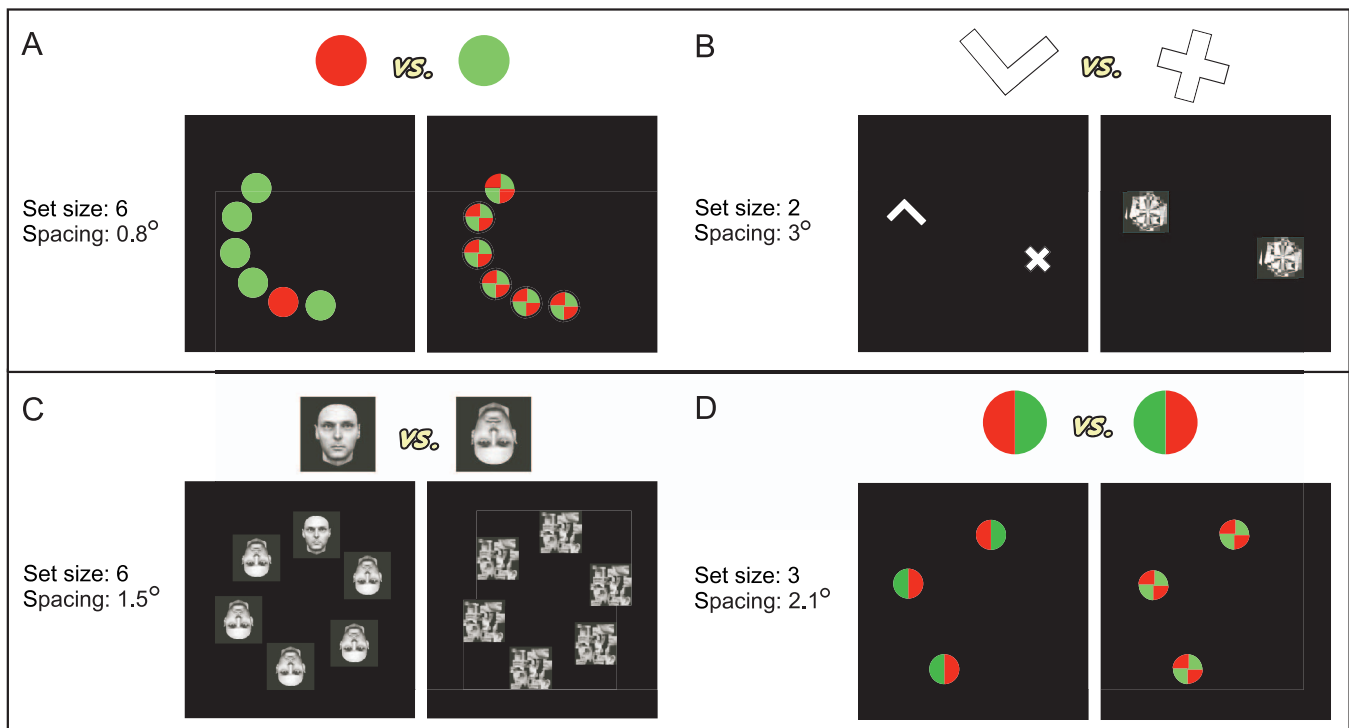 A
vs.
Set size: 6
Spacing: 0.8°
B
vs.
Set size: 2
Spacing: 3°
C
vs.
Set size: 6
Spacing: 1.5°
D
vs.
Set size: 3
Spacing: 2.1°